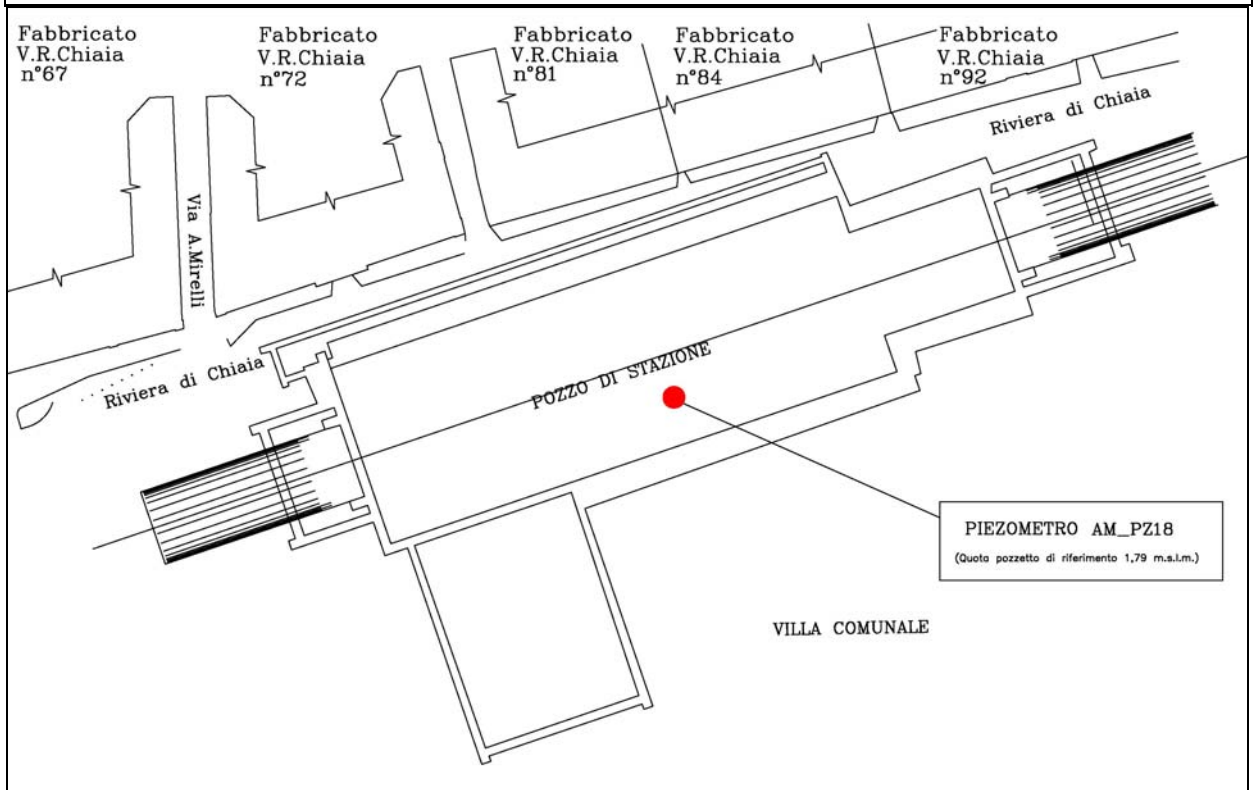 Fabbricato
V.R.Chiaia
n°67
Fabbricato
V.R.Chiaia
n°72
Fabbricato
V.R.Chiaia
n°81
Fabbricato
V.R.Chiaia
n°84
Fabbricato
V.R.Chiaia
n°92
Riviera di Chiaia
Via A.Mirelli
Riviera di Chiaia
POZZO DI STAZIONE
PIEZOMETRO AM_PZ18
(Quota pozzetto di riferimento 1,79 m.s.l.m.)
VILLA COMUNALE